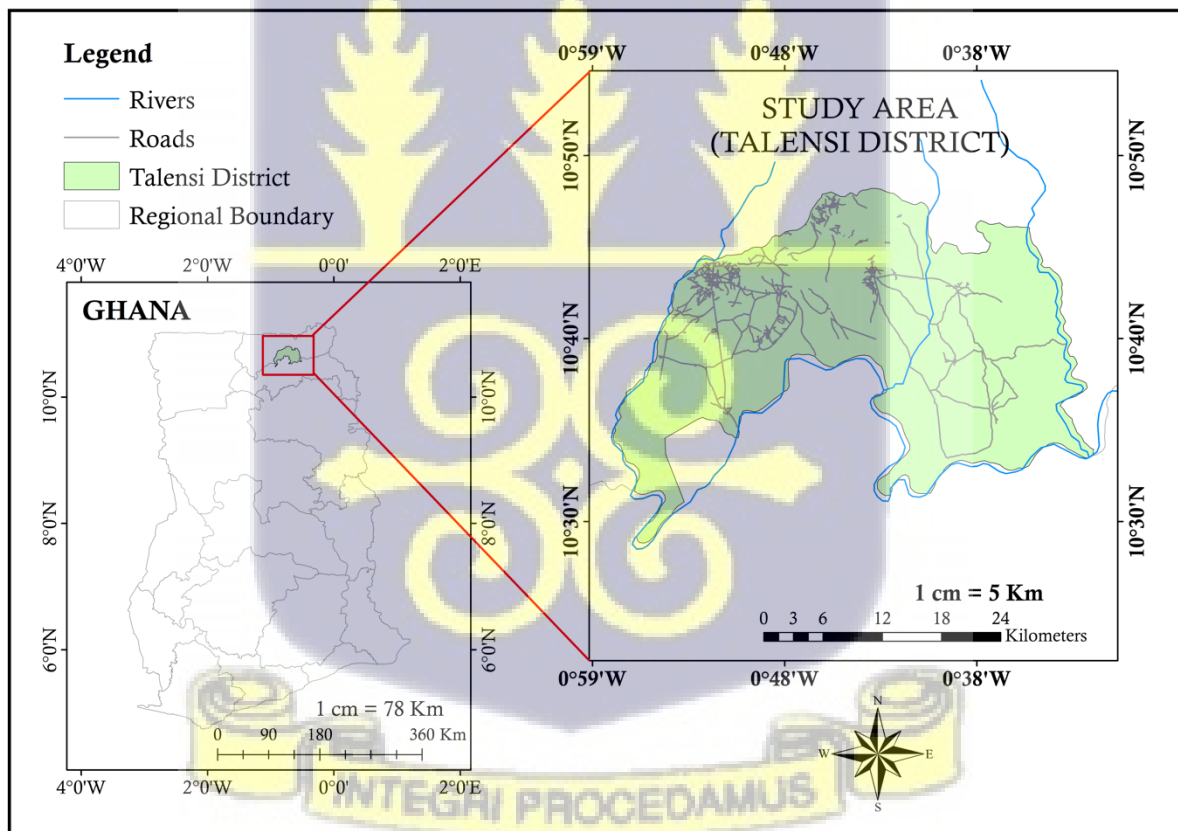 Legend
Rivers
Roads
Talensi District
Regional Boundary
4°0'W 2°0'W 0°0' 2°0'E
GHANA
10°0'N
8°0'N
6°0'N
10°0'N
8°0'N
6°0'N
1 cm = 78 Km
0 90 180 360 Km
4°0'W 2°0'W 0°0' 2°0'E
0°59'W 0°48'W 0°38'W
STUDY AREA
(TALENSI DISTRICT)
10°50'N
10°40'N
10°30'N
10°50'N
10°40'N
10°30'N
1 cm = 5 Km
0 3 6 12 18 24
Kilometers
0°59'W 0°48'W 0°38'W
N
W E
S
INTEGRI PROCEDAMUS